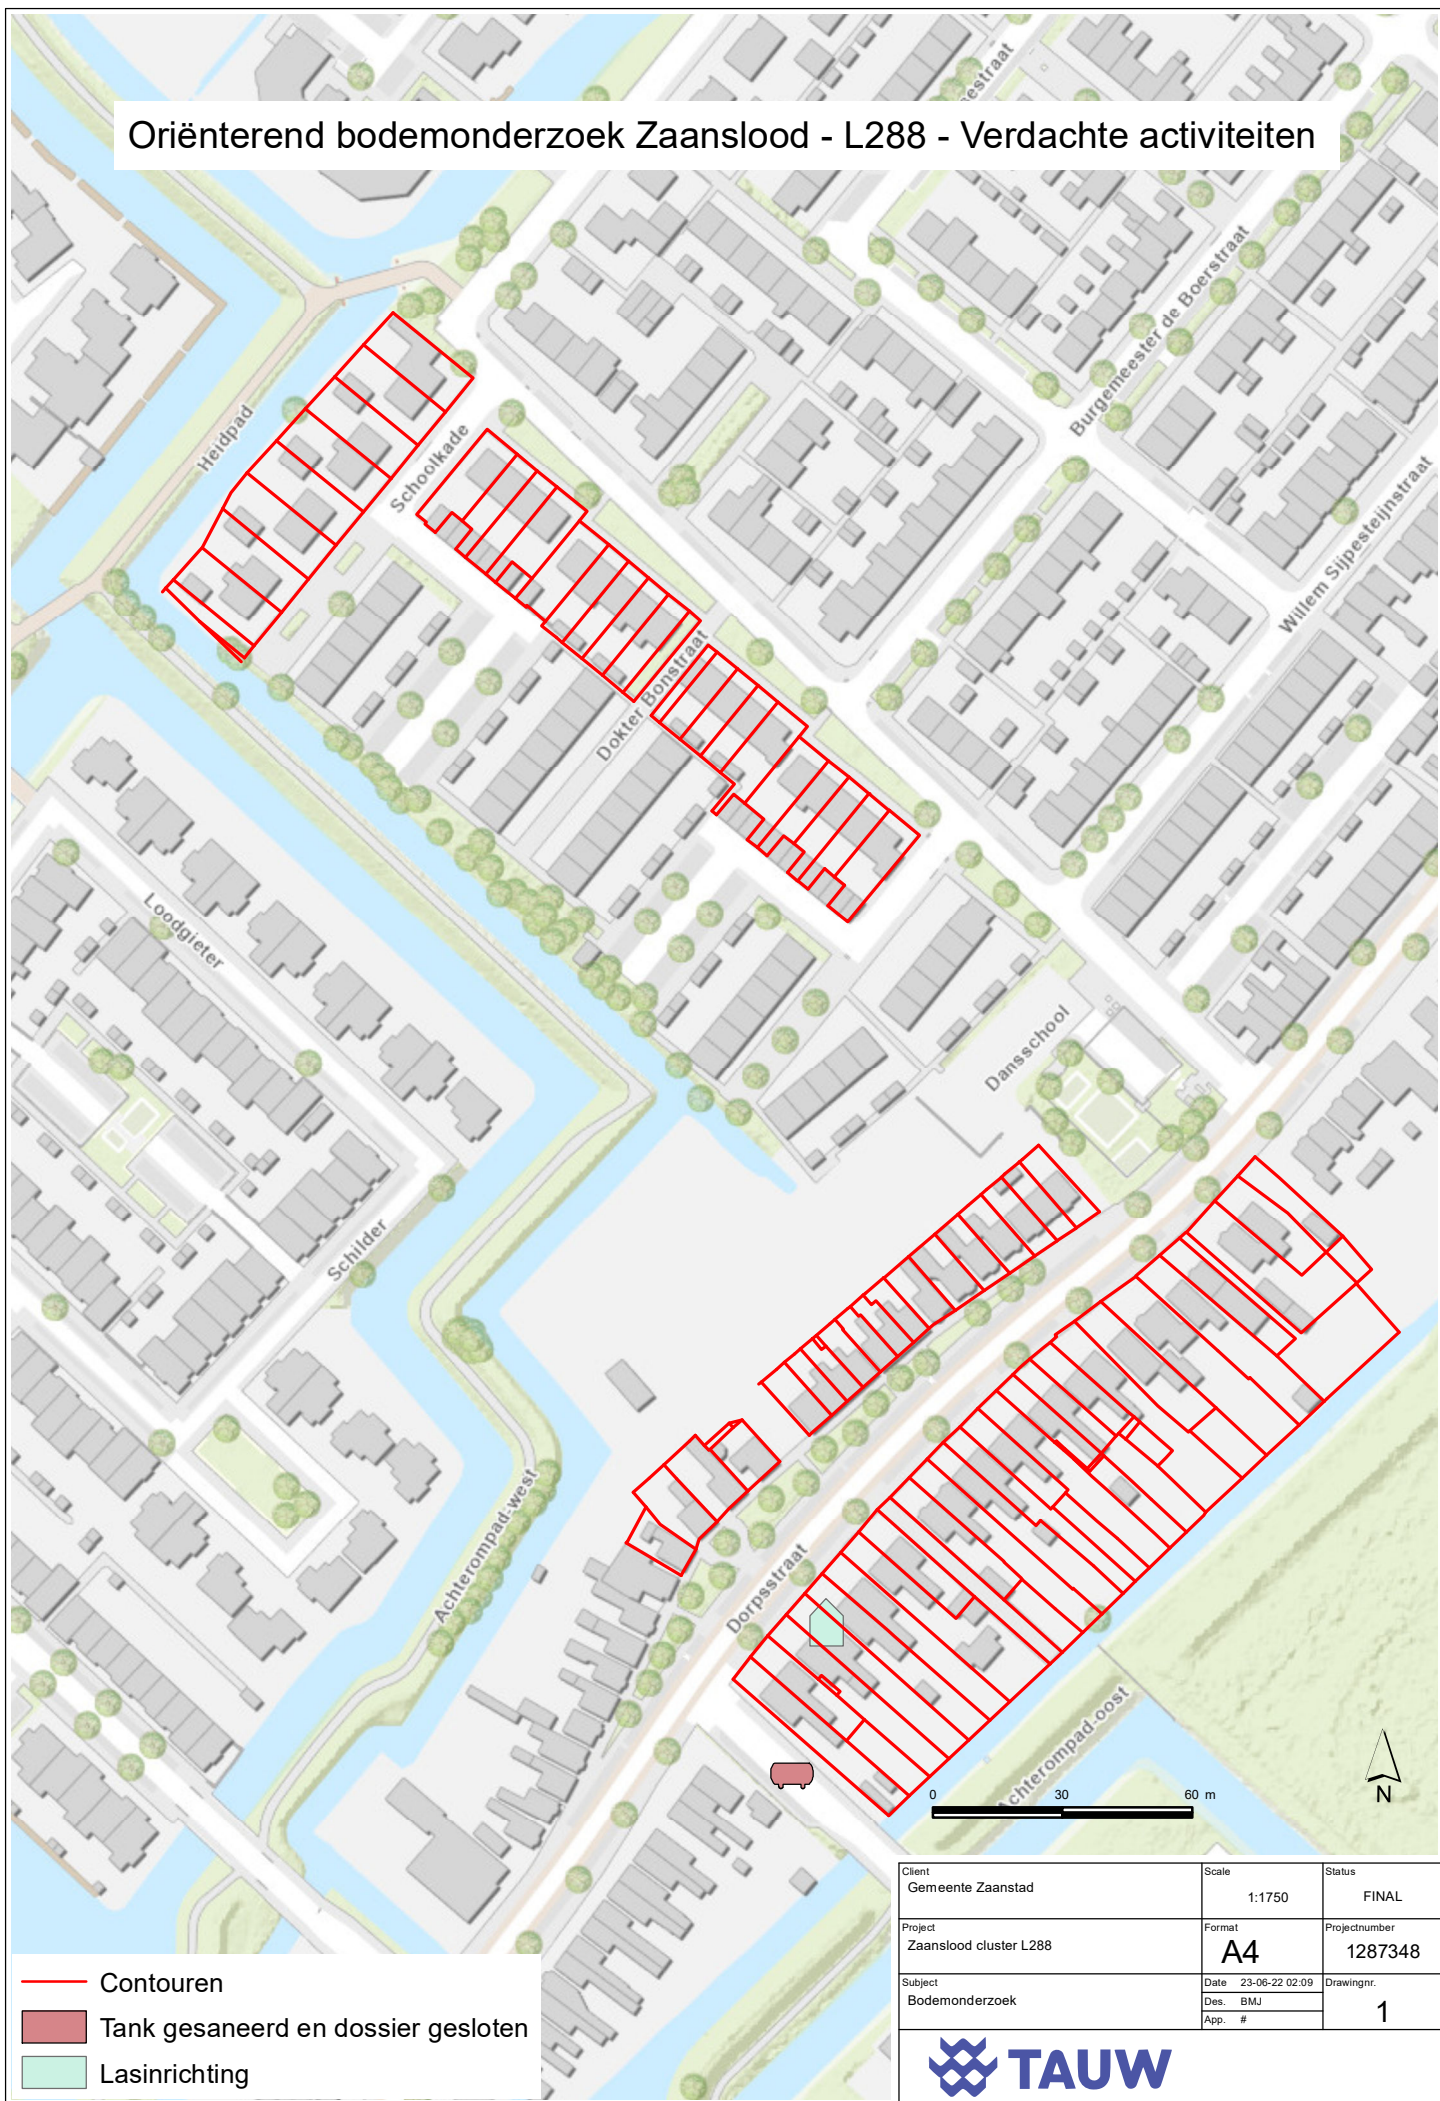 Oriënterend bodemonderzoek Zaanslood - L288 - Verdachte activiteiten
Burgemeester de Boerstraat
Heidpad
Schoolkade
Willem Sijpesteijnstraat
Dokter Bonstraat
Loodgieter
Dansschool
Schilder
Achterompad-west
Dorpsstraat
Achterompad-oost
N
0 30 60 m
Contouren
Tank gesaneerd en dossier gesloten
Lasinrichting
Client
Gemeente Zaanstad
Scale
1:1750
Status
FINAL
Project
Zaanslood cluster L288
Format
A4
Projectnumber
1287348
Subject
Bodemonderzoek
Date 23-06-22 02:09
Des. BMJ
App. #
Drawingnr.
1
TAUW